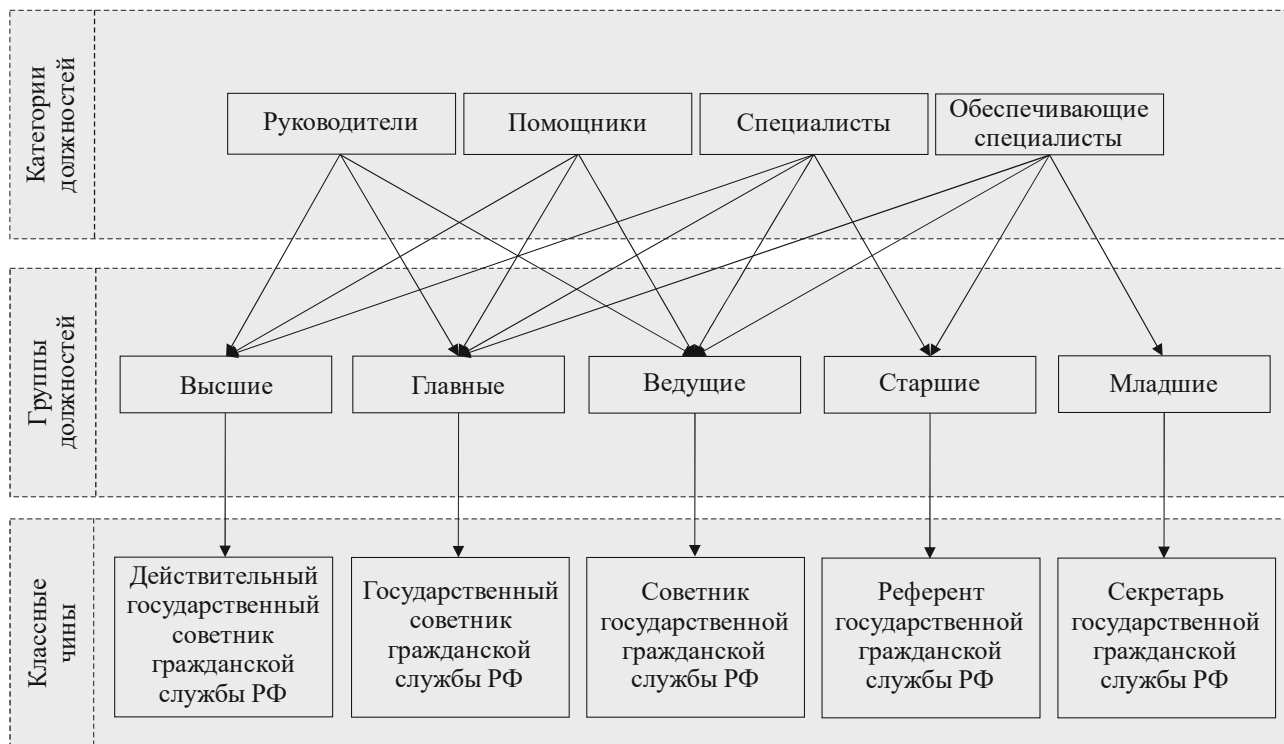 Категории
должностей
Руководители
Помощники
Специалисты
Обеспечивающие
специалисты
Группы
должностей
Высшие
Главные
Ведущие
Старшие
Младшие
Классные
чины
Действительный
государственный
советник
гражданской
службы РФ
Государственный
советник
гражданской
службы РФ
Советник
государственной
гражданской
службы РФ
Референт
государственной
гражданской
службы РФ
Секретарь
государственной
гражданской
службы РФ